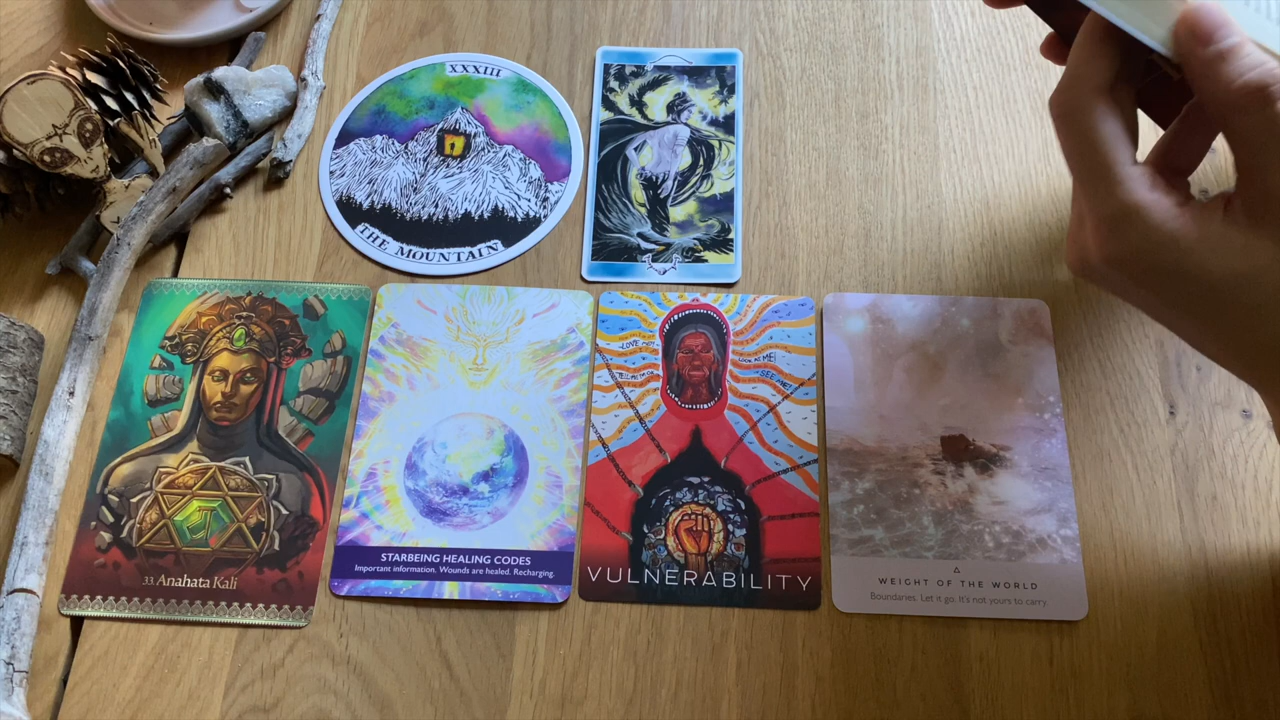 XXXIII
THE MOUNTAIN
33. Anahata Kali
STARBEING HEALING CODES
Important information. Wounds are healed. Recharging.
LOVE ME!
LOOK AT ME!
SEE ME!
VULNERABILITY
WEIGHT OF THE WORLD
Boundaries. Let it go. It's not yours to carry.